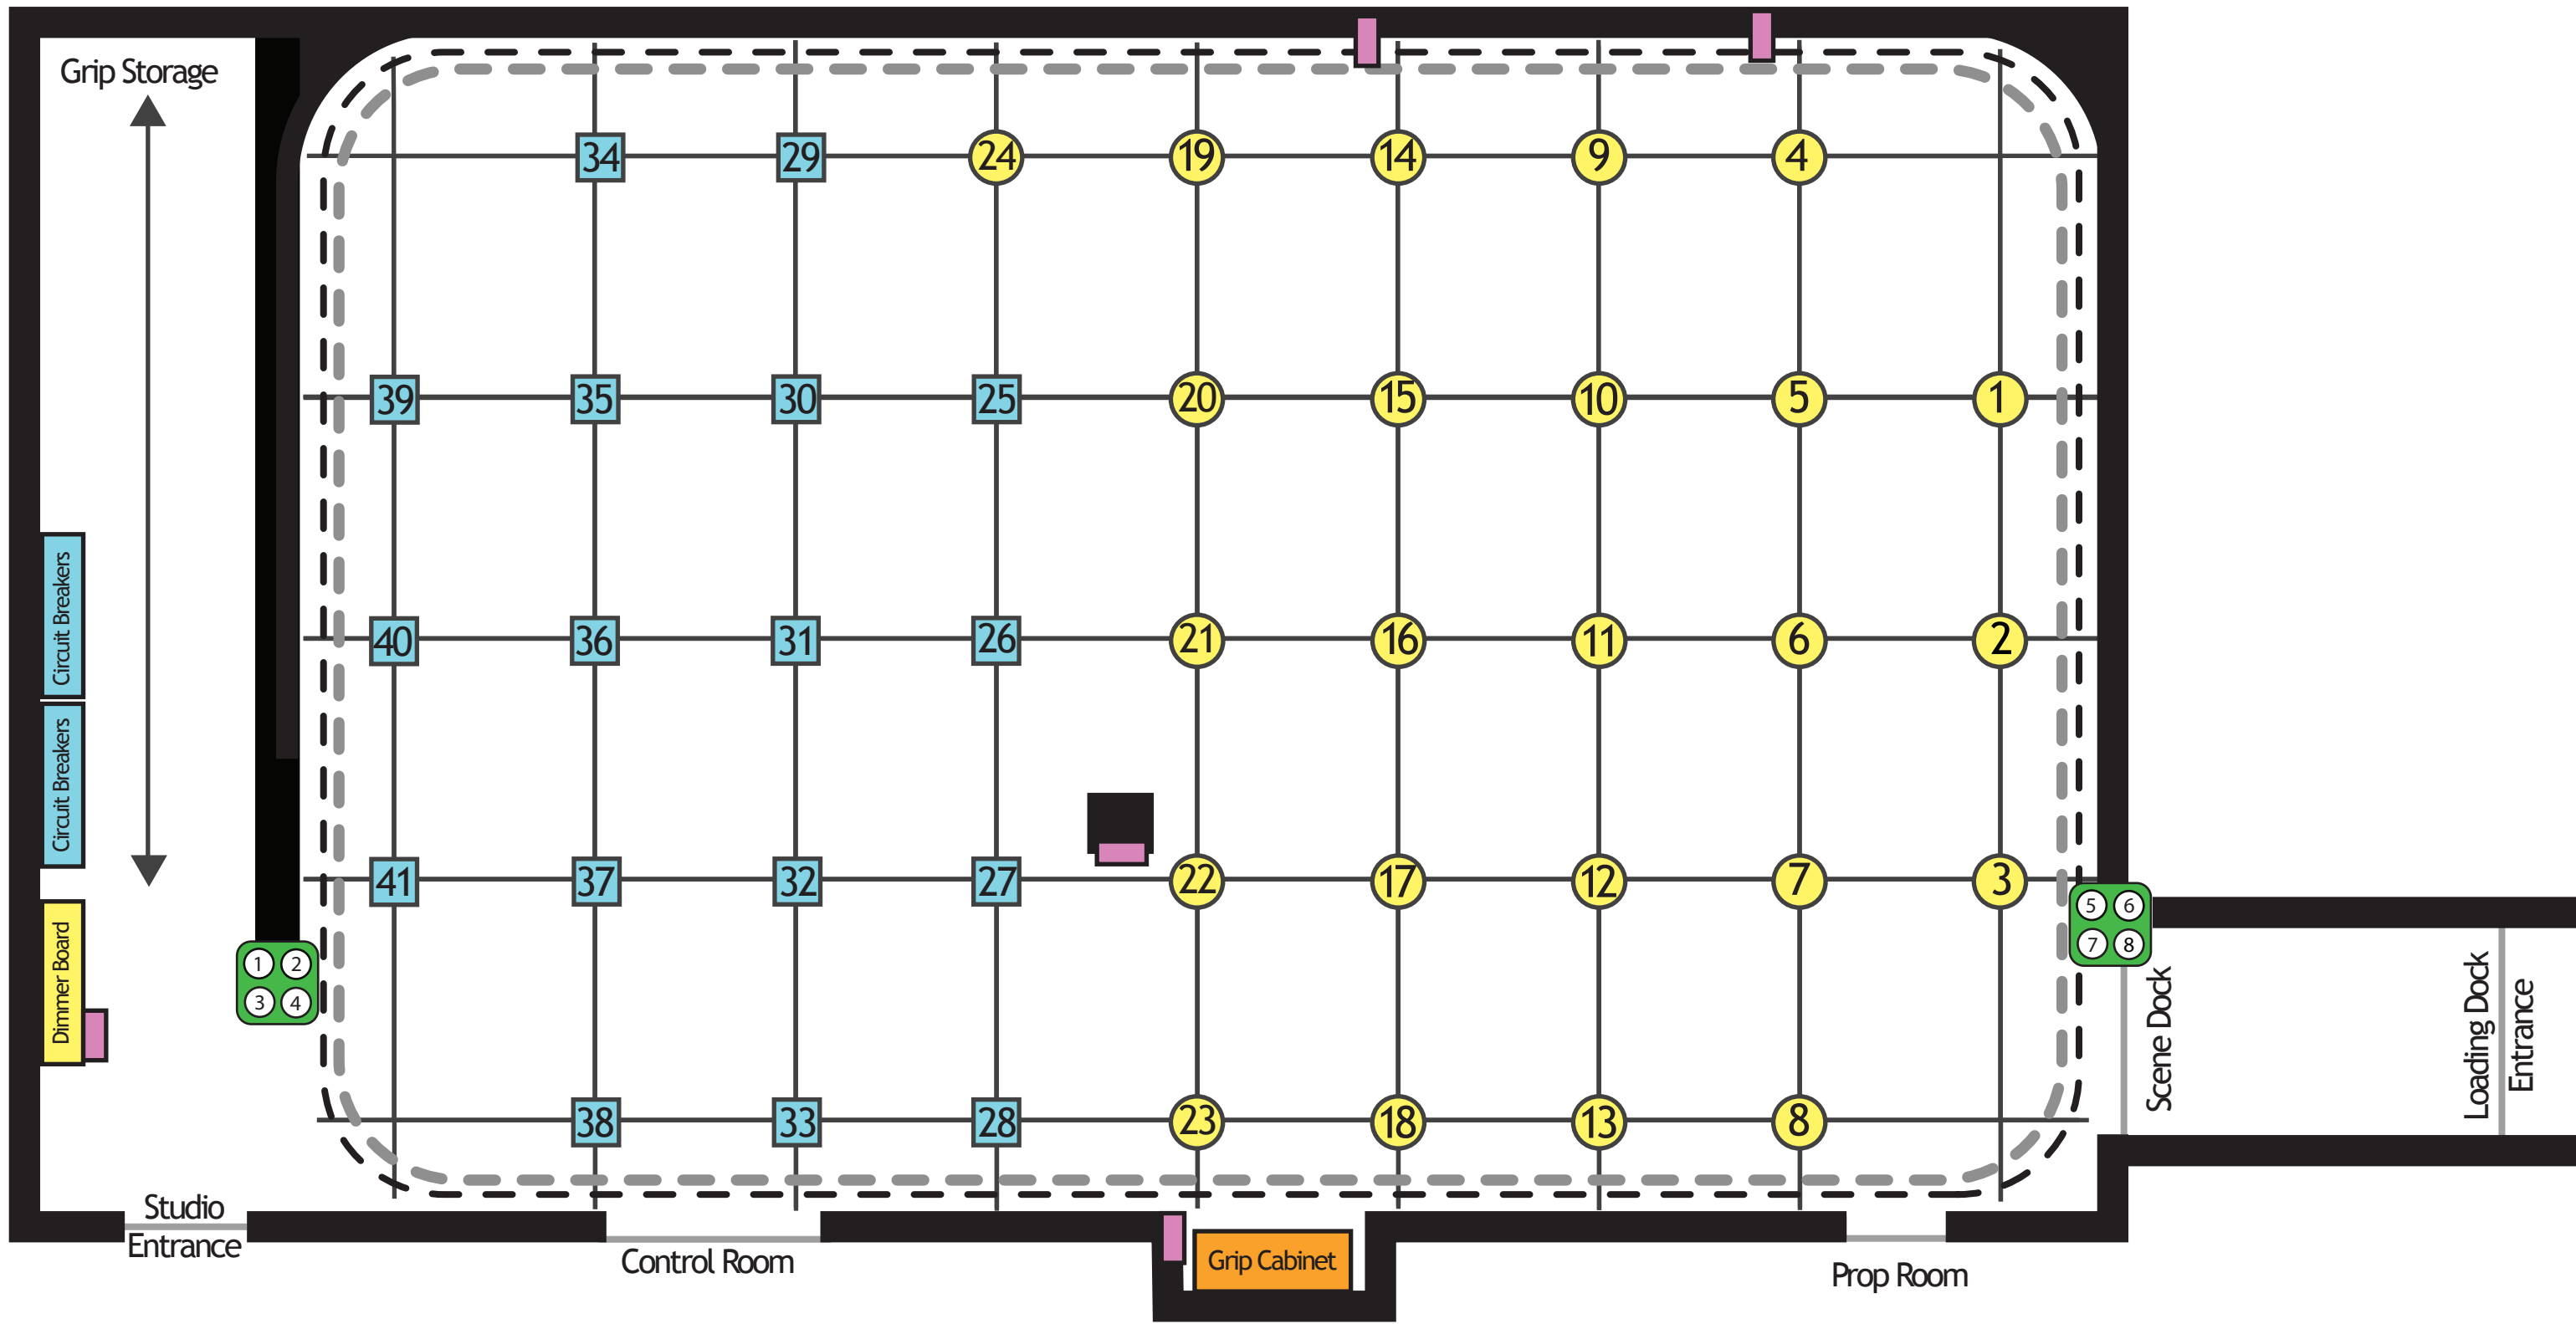 Grip Storage
34 29 24 19 14 9 4
39 35 30 25 20 15 10 5 1
Circuit Breakers
40 36 31 26 21 16 11 6 2
Circuit Breakers
41 37 32 27 22 17 12 7 3
5 6
7 8
1 2
3 4
Dimmer Board
Scene Dock
Loading Dock
Entrance
38 33 28 23 18 13 8
Studio
Entrance
Control Room
Grip Cabinet
Prop Room